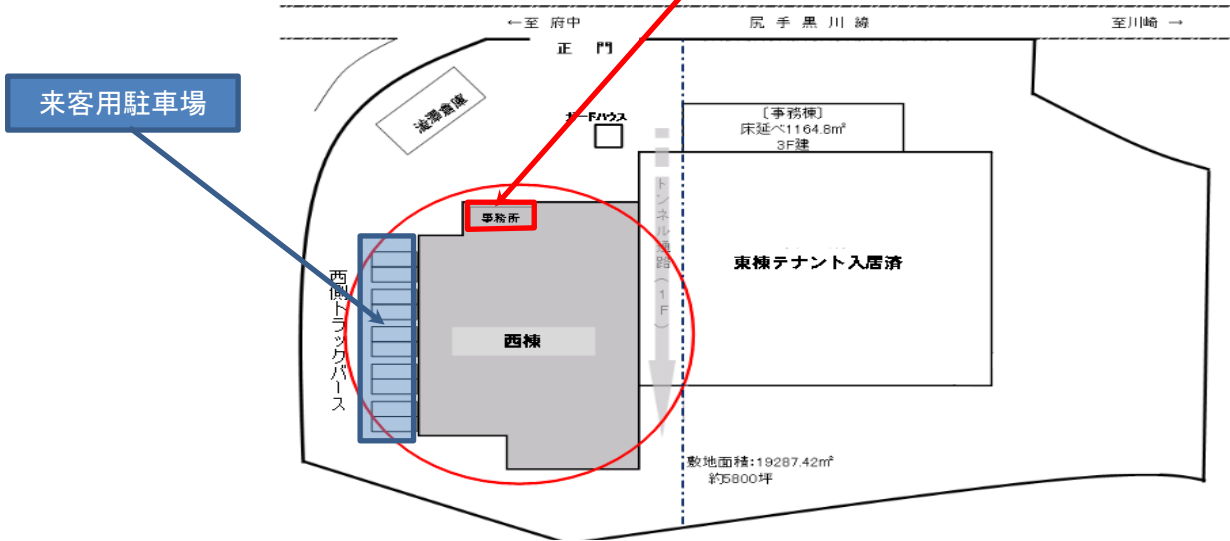 ←至 府中
尻手黒川線
至川崎 →
正 門
来客用駐車場
ガードハウス
〔事務棟〕
床延べ1164.8㎡
3F建
トンネル通路(1F)
事務所
東棟テナント入居済
西側トラックバース
西棟
敷地面積:19287.42㎡
約5800坪